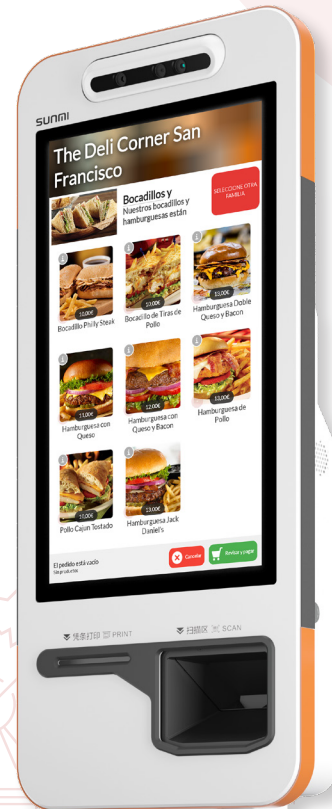 SUNMI
The Deli Corner San
Francisco
Bocadillos y
Nuestros bocadillos y
hamburguesas están
SELECCIONE OTRA
FAMILIA
10,00€
Bocadillo Philly Steak
10,00€
Bocadillo de Tiras de
Pollo
13,00€
Hamburguesa Doble
Queso y Bacon
11,00€
Hamburguesa con
Queso
12,00€
Hamburguesa con
Queso y Bacon
11,00€
Hamburguesa de
Pollo
Pollo Cajun Tostado
13,00€
Hamburguesa Jack
Daniel's
El pedido está vacío
Sin productos
Cancelar
Revisar y pagar
凭条打印 PRINT
扫描区 SCAN